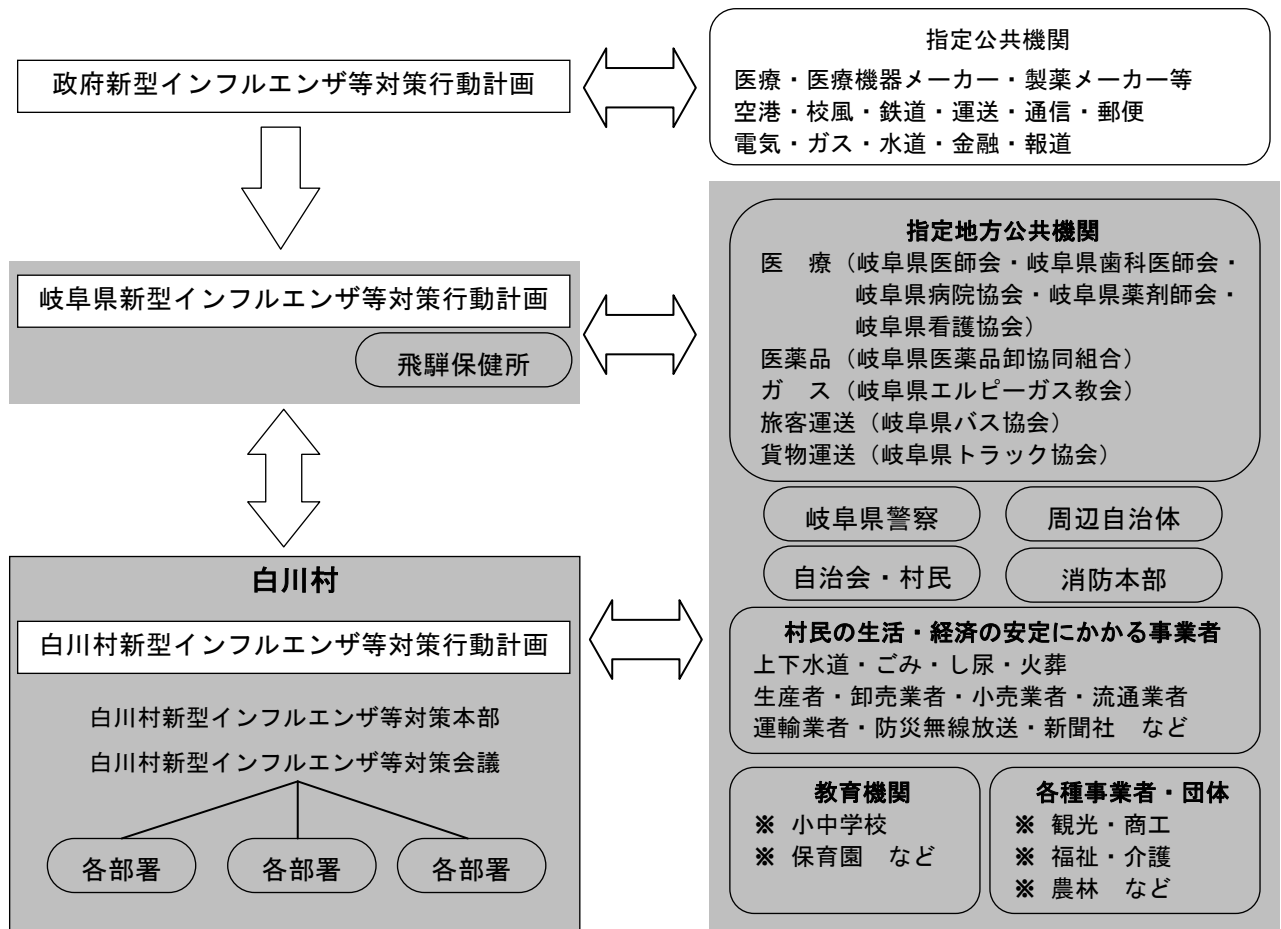 政府新型インフルエンザ等対策行動計画
指定公共機関
医療・医療機器メーカー・製薬メーカー等
空港・校風・鉄道・運送・通信・郵便
電気・ガス・水道・金融・報道
岐阜県新型インフルエンザ等対策行動計画
飛騨保健所
指定地方公共機関
医　療（岐阜県医師会・岐阜県歯科医師会・
岐阜県病院協会・岐阜県薬剤師会・
岐阜県看護協会）
医薬品（岐阜県医薬品卸協同組合）
ガ　ス（岐阜県エルピーガス教会）
旅客運送（岐阜県バス協会）
貨物運送（岐阜県トラック協会）
岐阜県警察
周辺自治体
自治会・村民
消防本部
白川村
白川村新型インフルエンザ等対策行動計画
白川村新型インフルエンザ等対策本部
白川村新型インフルエンザ等対策会議
各部署
各部署
各部署
村民の生活・経済の安定にかかる事業者
上下水道・ごみ・し尿・火葬
生産者・卸売業者・小売業者・流通業者
運輸業者・防災無線放送・新聞社　など
教育機関
※ 小中学校
※ 保育園　など
各種事業者・団体
※ 観光・商工
※ 福祉・介護
※ 農林　など